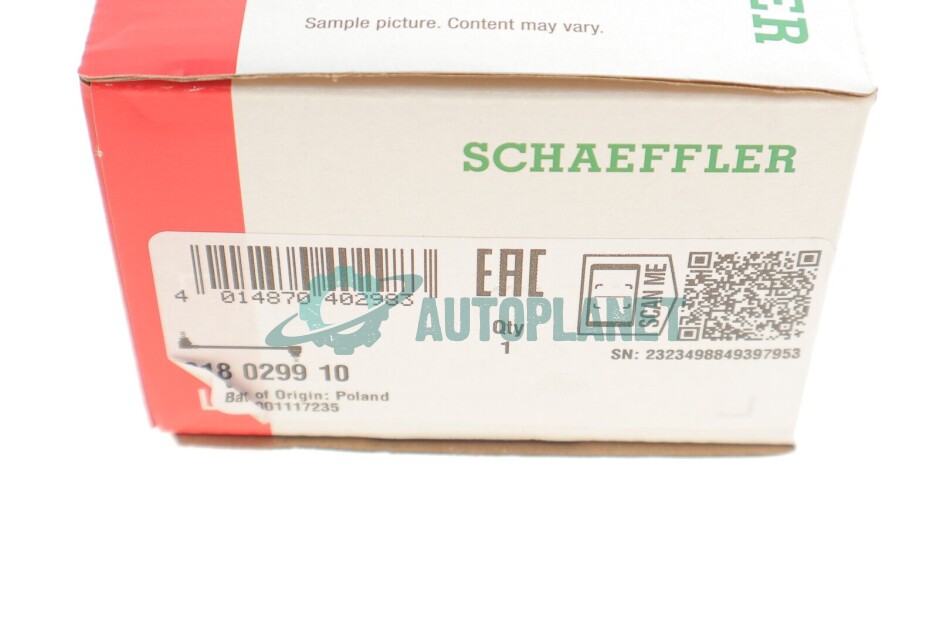 Sample picture. Content may vary.
ER
SCHAEFFLER
4 014870 402983
EAC
Qty
1
SCAN ME
AUTOPLANET
SN: 2323498849397953
0299 10
of Origin: Poland
001117235